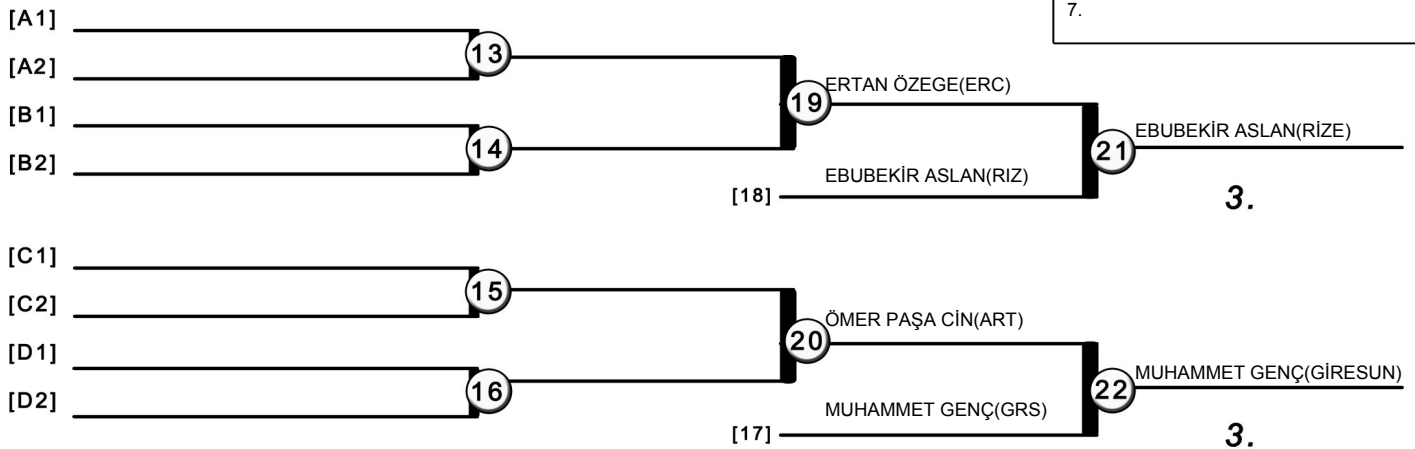 7.
[A1]
13
[A2]
19
ERTAN ÖZEGE(ERC)
[B1]
14
[B2]
21
EBUBEKİR ASLAN(RİZE)
EBUBEKİR ASLAN(RIZ)
[18]
3.
[C1]
15
[C2]
20
ÖMER PAŞA CİN(ART)
[D1]
16
[D2]
22
MUHAMMET GENÇ(GİRESUN)
MUHAMMET GENÇ(GRS)
[17]
3.